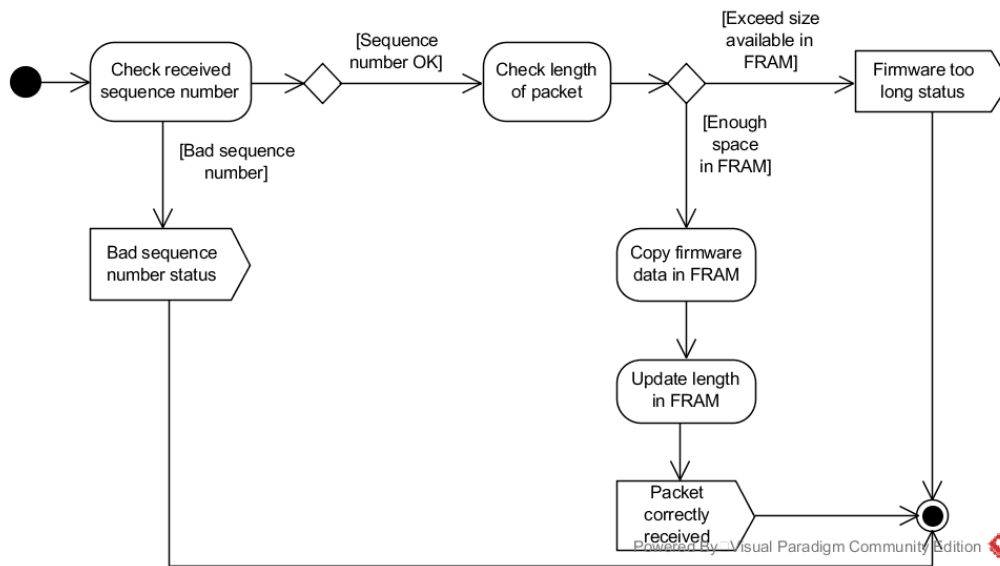 Check received
sequence number
[Sequence
number OK]
Check length
of packet
[Exceed size
available in
FRAM]
Firmware too
long status
[Bad sequence
number]
[Enough
space
in FRAM]
Bad sequence
number status
Copy firmware
data in FRAM
Update length
in FRAM
Packet
correctly
received
Powered By Visual Paradigm Community Edition